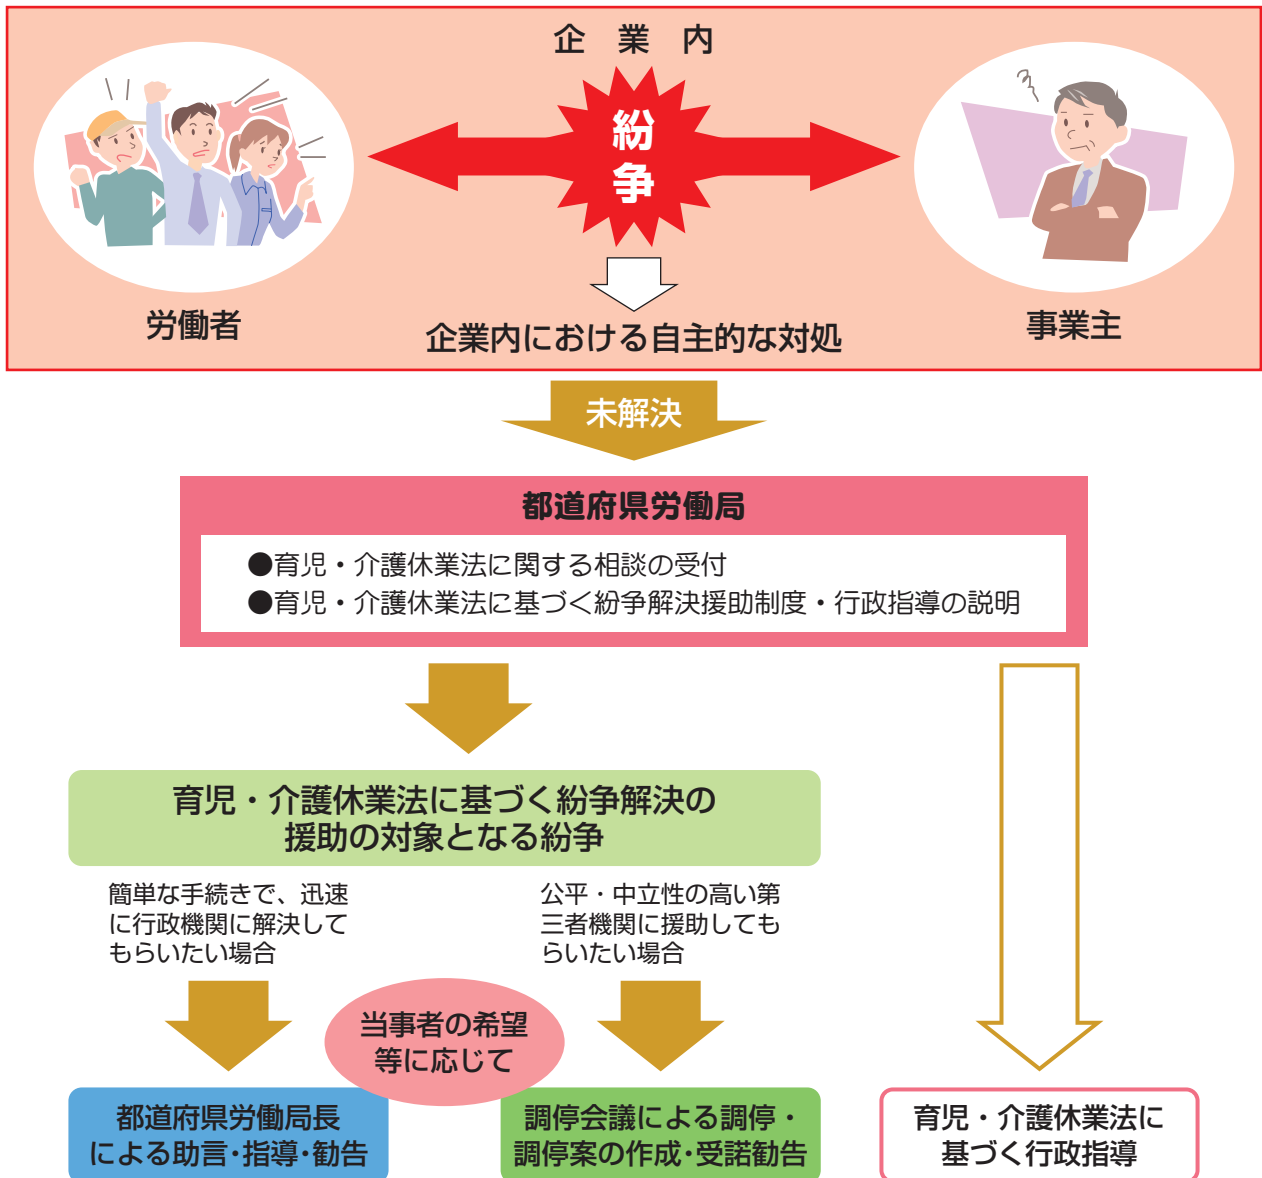 企業内
紛争
労働者
事業主
企業内における自主的な対処
未解決
都道府県労働局
●育児・介護休業法に関する相談の受付
●育児・介護休業法に基づく紛争解決援助制度・行政指導の説明
育児・介護休業法に基づく紛争解決の
援助の対象となる紛争
簡単な手続きで、迅速
に行政機関に解決して
もらいたい場合
公平・中立性の高い第
三者機関に援助しても
らいたい場合
当事者の希望
等に応じて
都道府県労働局長
による助言・指導・勧告
調停会議による調停・
調停案の作成・受諾勧告
育児・介護休業法に
基づく行政指導